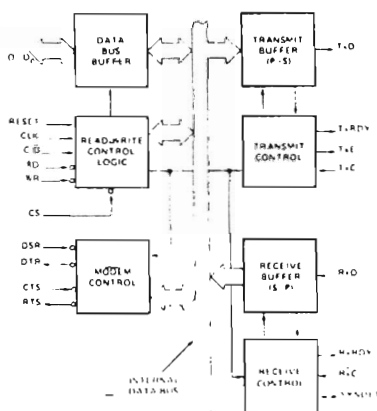 DATA
BUS
BUFFER
TRANSMIT
BUFFER
(P-S)
TxD
RESET
CLK
C/D
RD
WR
CS
READ/WRITE
CONTROL
LOGIC
TRANSMIT
CONTROL
TxRDY
TxE
TxC
DSR
DTR
CTS
RTS
MODEM
CONTROL
RECEIVE
BUFFER
(S-P)
RxD
INTERNAL
DATA BUS
RECEIVE
CONTROL
RxRDY
RxC